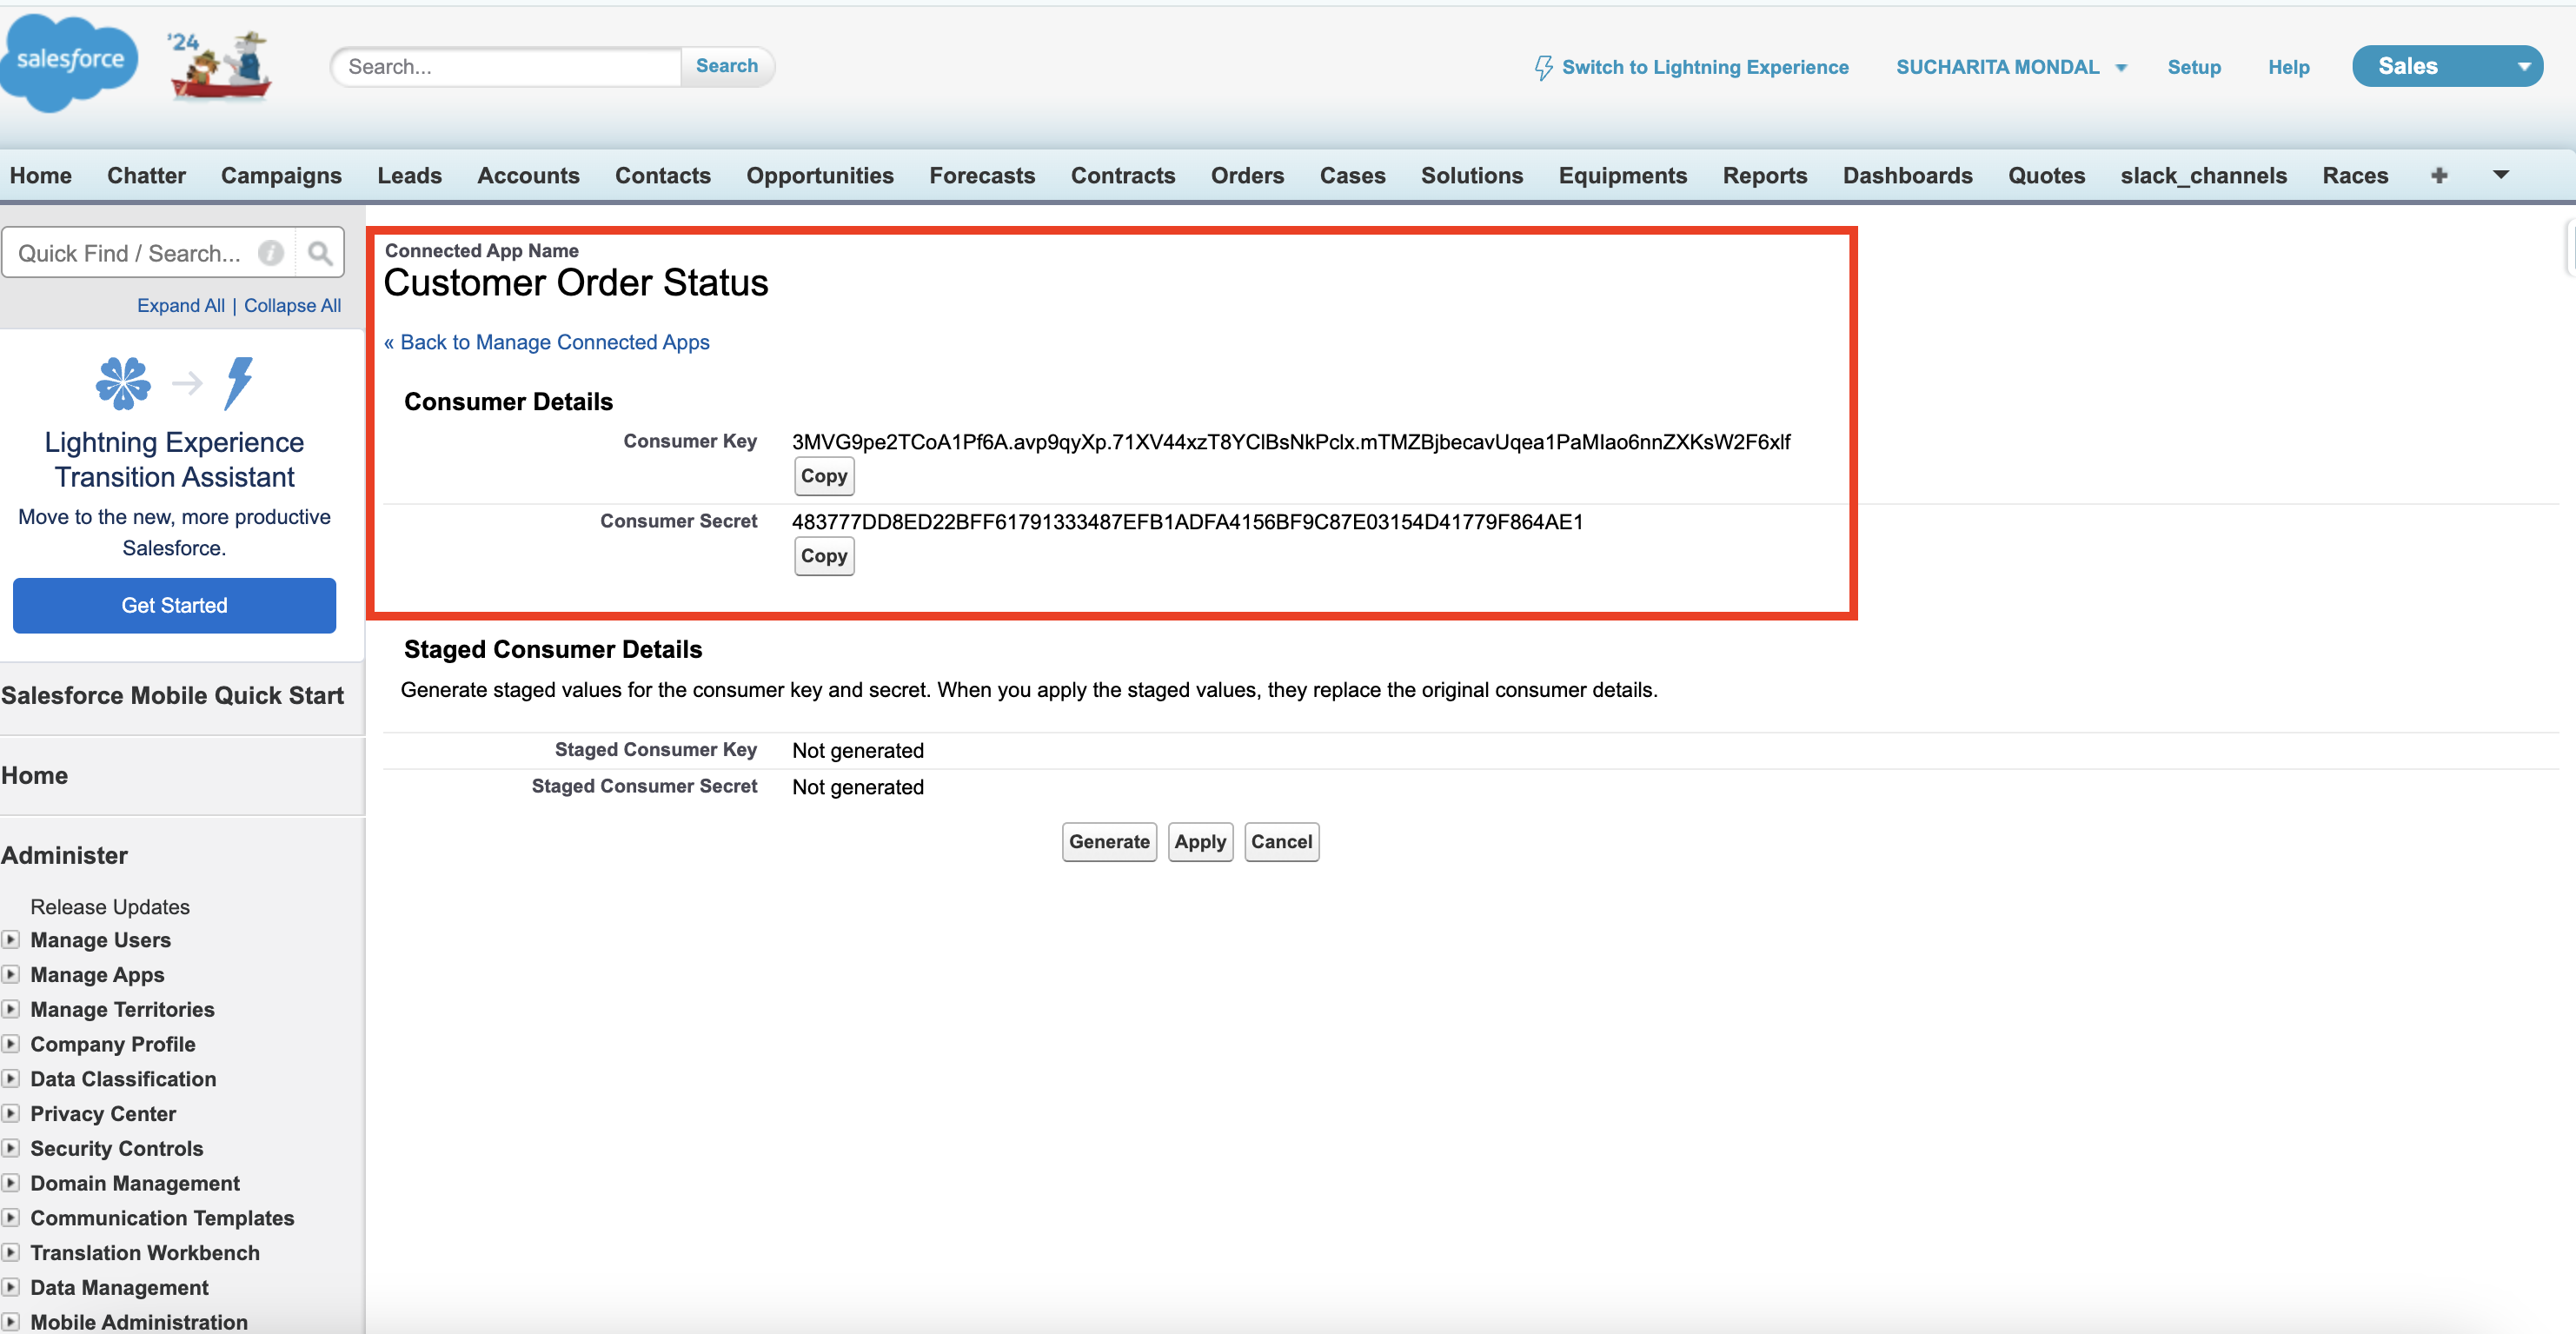 salesforce
'24
Search...
Search
Switch to Lightning Experience
SUCHARITA MONDAL
Setup
Help
Sales
Home Chatter Campaigns Leads Accounts Contacts Opportunities Forecasts Contracts Orders Cases Solutions Equipments Reports Dashboards Quotes slack_channels Races
Quick Find / Search...
Expand All | Collapse All
Lightning Experience
Transition Assistant
Move to the new, more productive
Salesforce.
Get Started
Salesforce Mobile Quick Start
Home
Administer
Release Updates
Manage Users
Manage Apps
Manage Territories
Company Profile
Data Classification
Privacy Center
Security Controls
Domain Management
Communication Templates
Translation Workbench
Data Management
Mobile Administration
Connected App Name
Customer Order Status
« Back to Manage Connected Apps
Consumer Details
Consumer Key 3MVG9pe2TCoA1Pf6A.avp9qyXp.71XV44xzT8YClBsNkPclx.mTMZBjbecavUqea1PaMIao6nnZXKsW2F6xlf
Copy
Consumer Secret 483777DD8ED22BFF61791333487EFB1ADFA4156BF9C87E03154D41779F864AE1
Copy
Staged Consumer Details
Generate staged values for the consumer key and secret. When you apply the staged values, they replace the original consumer details.
Staged Consumer Key Not generated
Staged Consumer Secret Not generated
Generate Apply Cancel